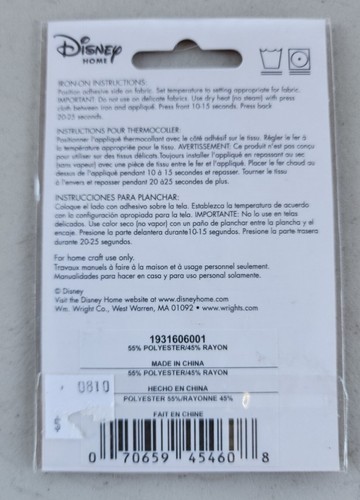 Disney
HOME
IRON-ON INSTRUCTIONS:
Position adhesive side on fabric. Set temperature to setting appropriate for fabric.
IMPORTANT: Do not use on delicate fabrics. Use dry heat (no steam) with press
cloth between iron and appliqué. Press front 10-15 seconds. Press back
20-25 seconds.
INSTRUCTIONS POUR THERMOCOLLER:
Positionner l'appliqué thermocollant avec le côté adhésif sur le tissu. Régler le fer à
la température appropriée pour le tissu. AVERTISSEMENT: Ce produit n'est pas conçu
pour utiliser sur des tissus délicats. Toujours installer l'appliqué en repassant au sec
(sans vapeur) avec une pièce de tissu entre le fer et l'appliqué. Placer le fer chaud au
dessus de l'appliqué pendant 10 à 15 secondes et repasser. Tourner le tissu
à l'envers et repasser pendant 20 à25 secondes de plus.
INSTRUCCIONES PARA PLANCHAR:
Coloque el lado con adhesivo sobre la tela. Establezca la temperatura de acuerdo
con la configuración apropiada para la tela. IMPORTANTE: No lo use en telas
delicadas. Use calor seco (no vapor) con un paño de planchar entre la plancha y el
encaje. Presione la parte delantera durante10-15 segundos. Presione la parte trasera
durante 20-25 segundos.
For home craft use only.
Travaux manuels à faire à la maison et à usage personnel seulement.
Manualidades para hacer en casa y para uso personal solamente.
© Disney
Visit the Disney Home website at www.disneyhome.com
Wm. Wright Co., West Warren, MA 01092 • www.wrights.com
1931606001
55% POLYESTER/45% RAYON
MADE IN CHINA
55% POLYESTER/45% RAYON
HECHO EN CHINA
POLYESTER 55%/RAYONNE 45%
FAIT EN CHINE
0810
$
0 70659 45460 8